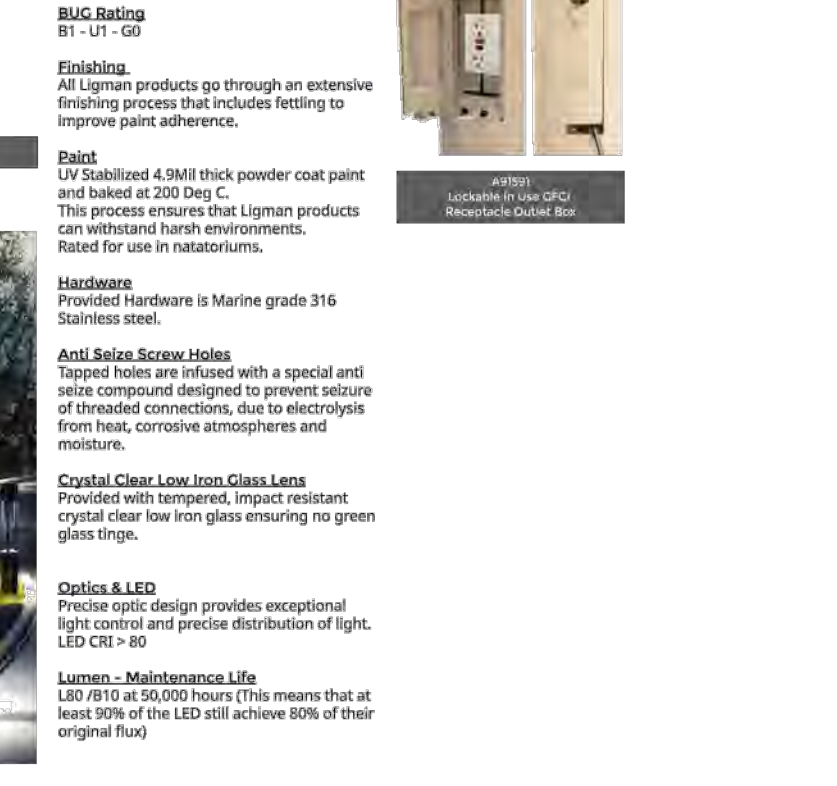 BUG Rating
B1 - U1 - G0
Finishing
All Ligman products go through an extensive
finishing process that includes fettling to
improve paint adherence.
Paint
UV Stabilized 4.9Mil thick powder coat paint
and baked at 200 Deg C.
This process ensures that Ligman products
can withstand harsh environments.
Rated for use in natatoriums.
Hardware
Provided Hardware is Marine grade 316
Stainless steel.
Anti Seize Screw Holes
Tapped holes are infused with a special anti
seize compound designed to prevent seizure
of threaded connections, due to electrolysis
from heat, corrosive atmospheres and
moisture.
Crystal Clear Low Iron Glass Lens
Provided with tempered, impact resistant
crystal clear low iron glass ensuring no green
glass tinge.
Optics & LED
Precise optic design provides exceptional
light control and precise distribution of light.
LED CRI > 80
Lumen - Maintenance Life
L80 /B10 at 50,000 hours (This means that at
least 90% of the LED still achieve 80% of their
original flux)
A91591
Lockable in Use GFCI
Receptacle Outlet Box